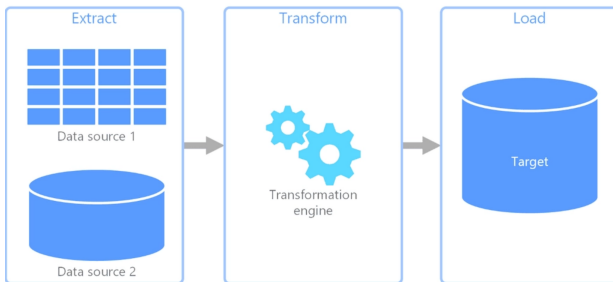 Extract
Data source 1
Data source 2
Transform
Transformation
engine
Load
Target